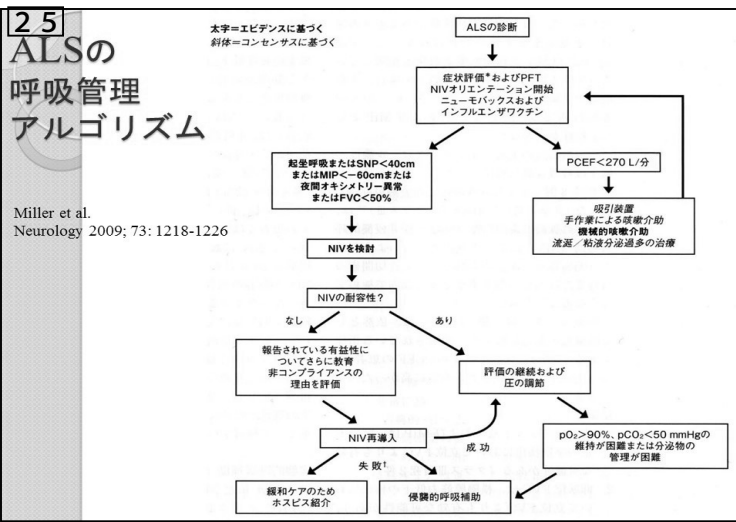 25
ALSの
呼吸管理
アルゴリズム
Miller et al.
Neurology 2009; 73: 1218-1226
太字=エビデンスに基づく
斜体=コンセンサスに基づく
ALSの診断
症状評価*およびPFT
NIVオリエンテーション開始
ニューモバックスおよび
インフルエンザワクチン
起坐呼吸またはSNP<40cm
またはMIP<-60cmまたは
夜間オキシメトリー異常
またはFVC<50%
PCEF<270 L/分
吸引装置
手作業による咳嗽介助
機械的咳嗽介助
流涎/粘液分泌過多の治療
NIVを検討
NIVの耐容性?
なし
あり
報告されている有益性に
ついてさらに教育
非コンプライアンスの
理由を評価
評価の継続および
圧の調節
NIV再導入
成功
失敗†
pO₂>90%、pCO₂<50 mmHgの
維持が困難または分泌物の
管理が困難
緩和ケアのため
ホスピス紹介
侵襲的呼吸補助